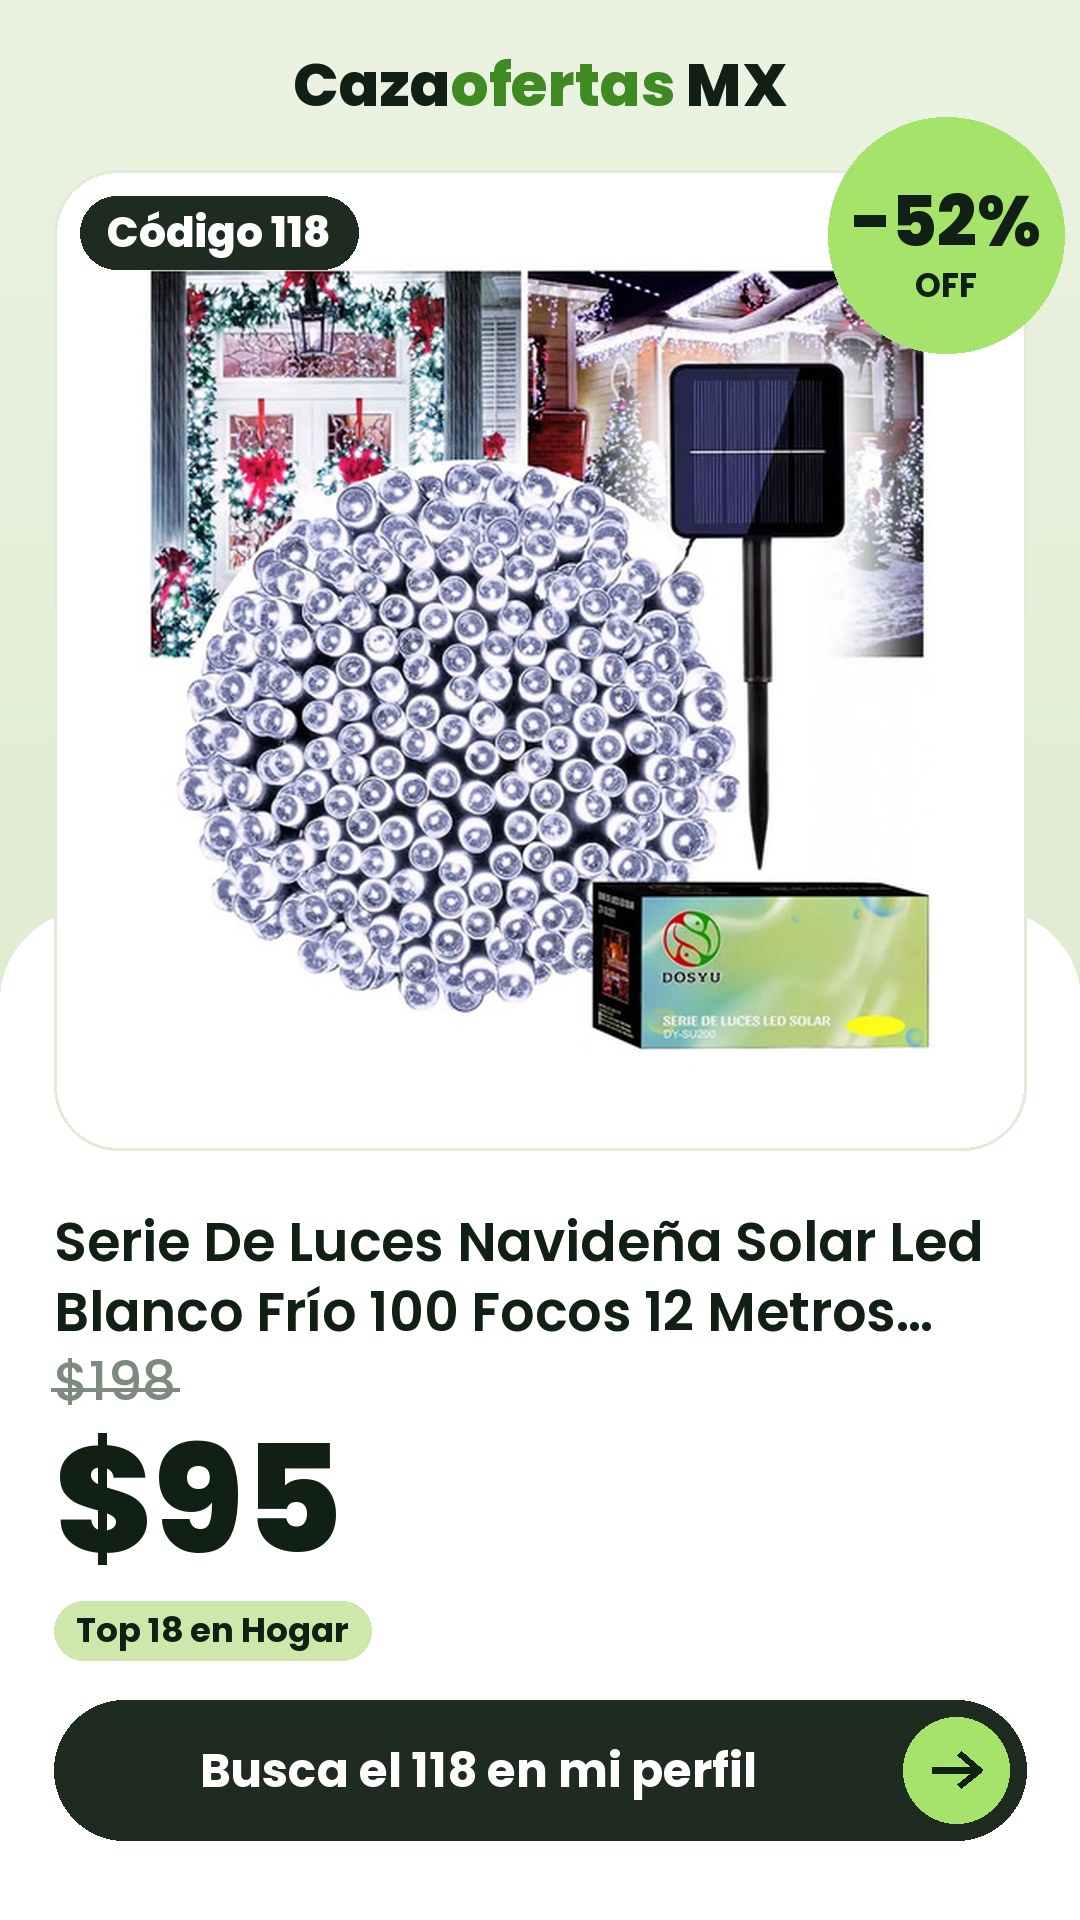 Cazaofertas MX
Código 118
-52%
OFF
DOSYU
SERIE DE LUCES LED SOLAR
DY-SU200
Serie De Luces Navideña Solar Led
Blanco Frío 100 Focos 12 Metros...
$198
$95
Top 18 en Hogar
Busca el 118 en mi perfil